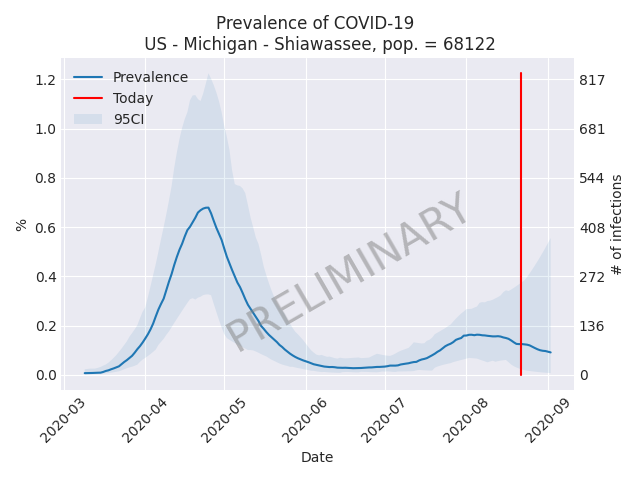 Prevalence of COVID-19
US - Michigan - Shiawassee, pop. = 68122
Prevalence
Today
95CI
1.2
1.0
0.8
0.6
0.4
0.2
0.0
%
817
681
544
408
272
136
0
# of infections
PRELIMINARY
2020-03
2020-04
2020-05
2020-06
2020-07
2020-08
2020-09
Date